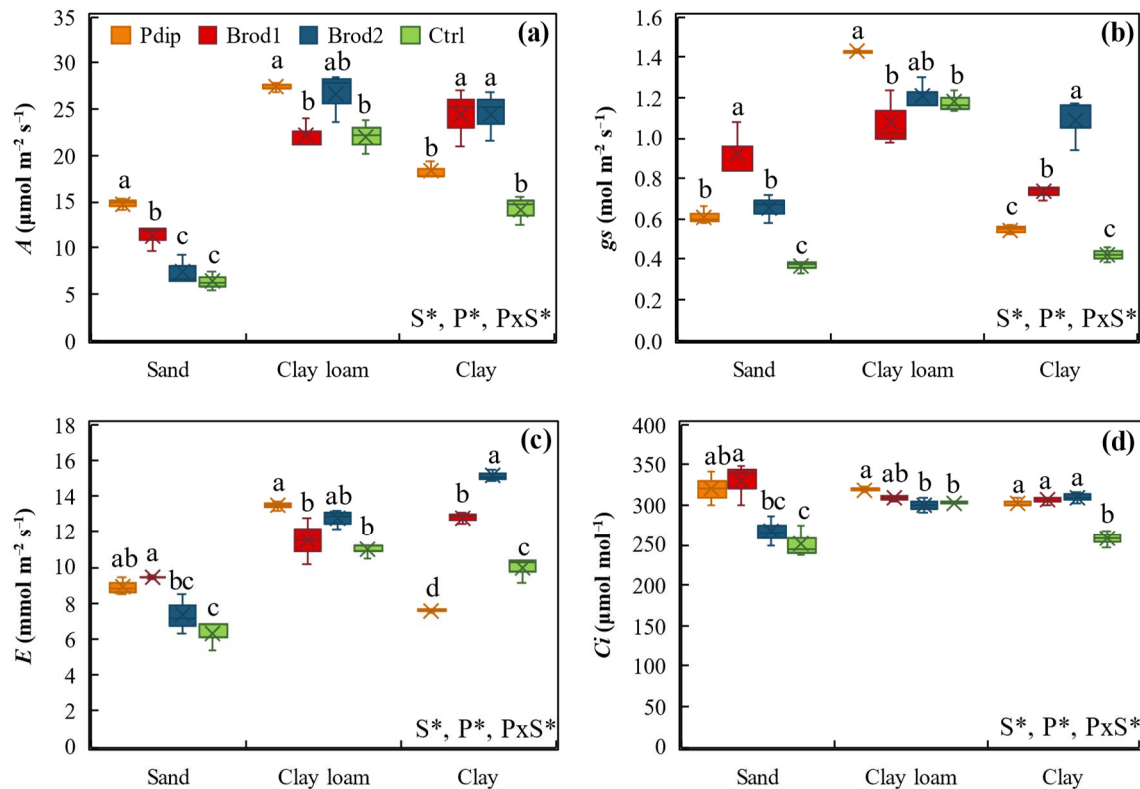 (a)
Pdip Brod1 Brod2 Ctrl
A (µmol m⁻² s⁻¹)
35
30
25
20
15
10
5
0
a b c c
a b ab b
b a a b
S*, P*, PxS*
Sand Clay loam Clay
(b)
gs (mol m⁻² s⁻¹)
1.6
1.4
1.2
1.0
0.8
0.6
0.4
0.2
0.0
b a b c
a b ab b
c b a c
S*, P*, PxS*
Sand Clay loam Clay
(c)
E (mmol m⁻² s⁻¹)
18
16
14
12
10
8
6
4
2
0
ab a bc c
a b ab b
d b a c
S*, P*, PxS*
Sand Clay loam Clay
(d)
Ci (µmol mol⁻¹)
400
350
300
250
200
150
100
50
0
ab a bc c
a ab b b
a a a b
S*, P*, PxS*
Sand Clay loam Clay